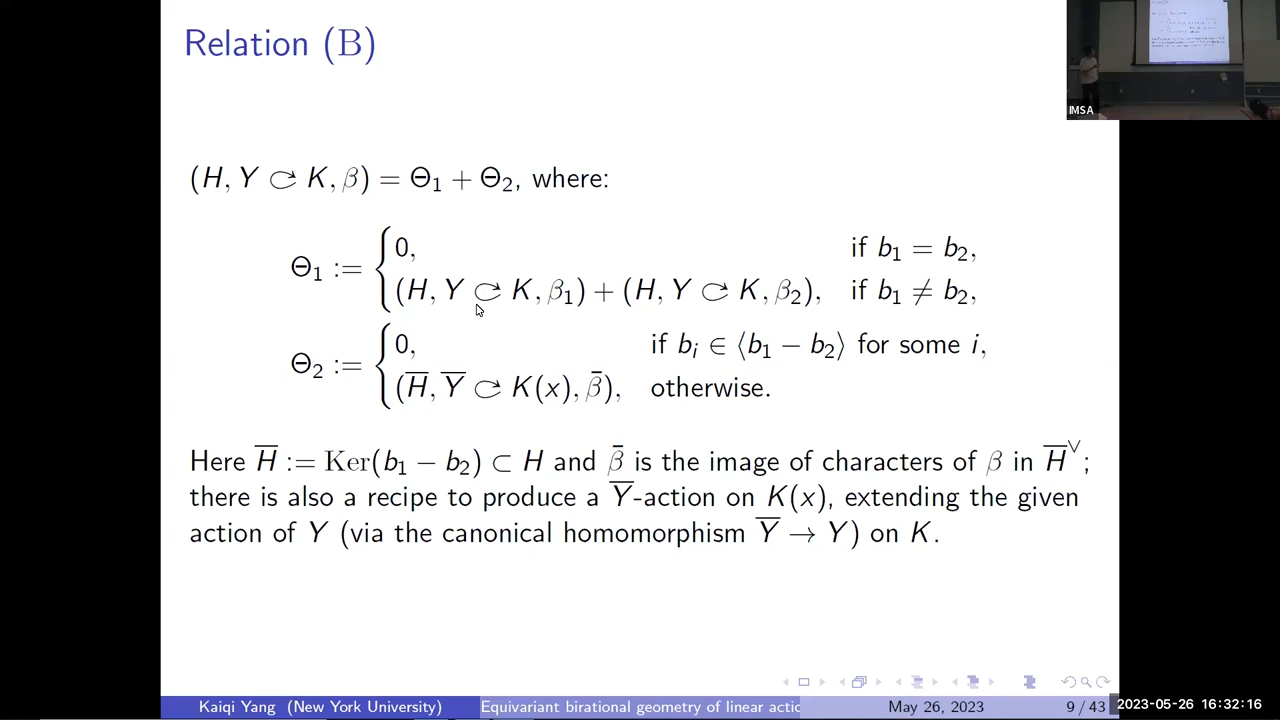 Relation (B)
IMSA
(H, Y ⟳ K, β) = Θ₁ + Θ₂, where:
Θ₁ := { 0, if b₁ = b₂,
(H, Y ⟳ K, β₁) + (H, Y ⟳ K, β₂), if b₁ ≠ b₂,
Θ₂ := { 0, if bᵢ ∈ ⟨b₁ − b₂⟩ for some i,
(H̅, Y̅ ⟳ K(x), β̄), otherwise.
Here H̅ := Ker(b₁ − b₂) ⊂ H and β̄ is the image of characters of β in H̅^∨;
there is also a recipe to produce a Y̅-action on K(x), extending the given
action of Y (via the canonical homomorphism Y̅ → Y) on K.
Kaiqi Yang (New York University) Equivariant birational geometry of linear actic May 26, 2023 9 / 43
2023-05-26 16:32:16